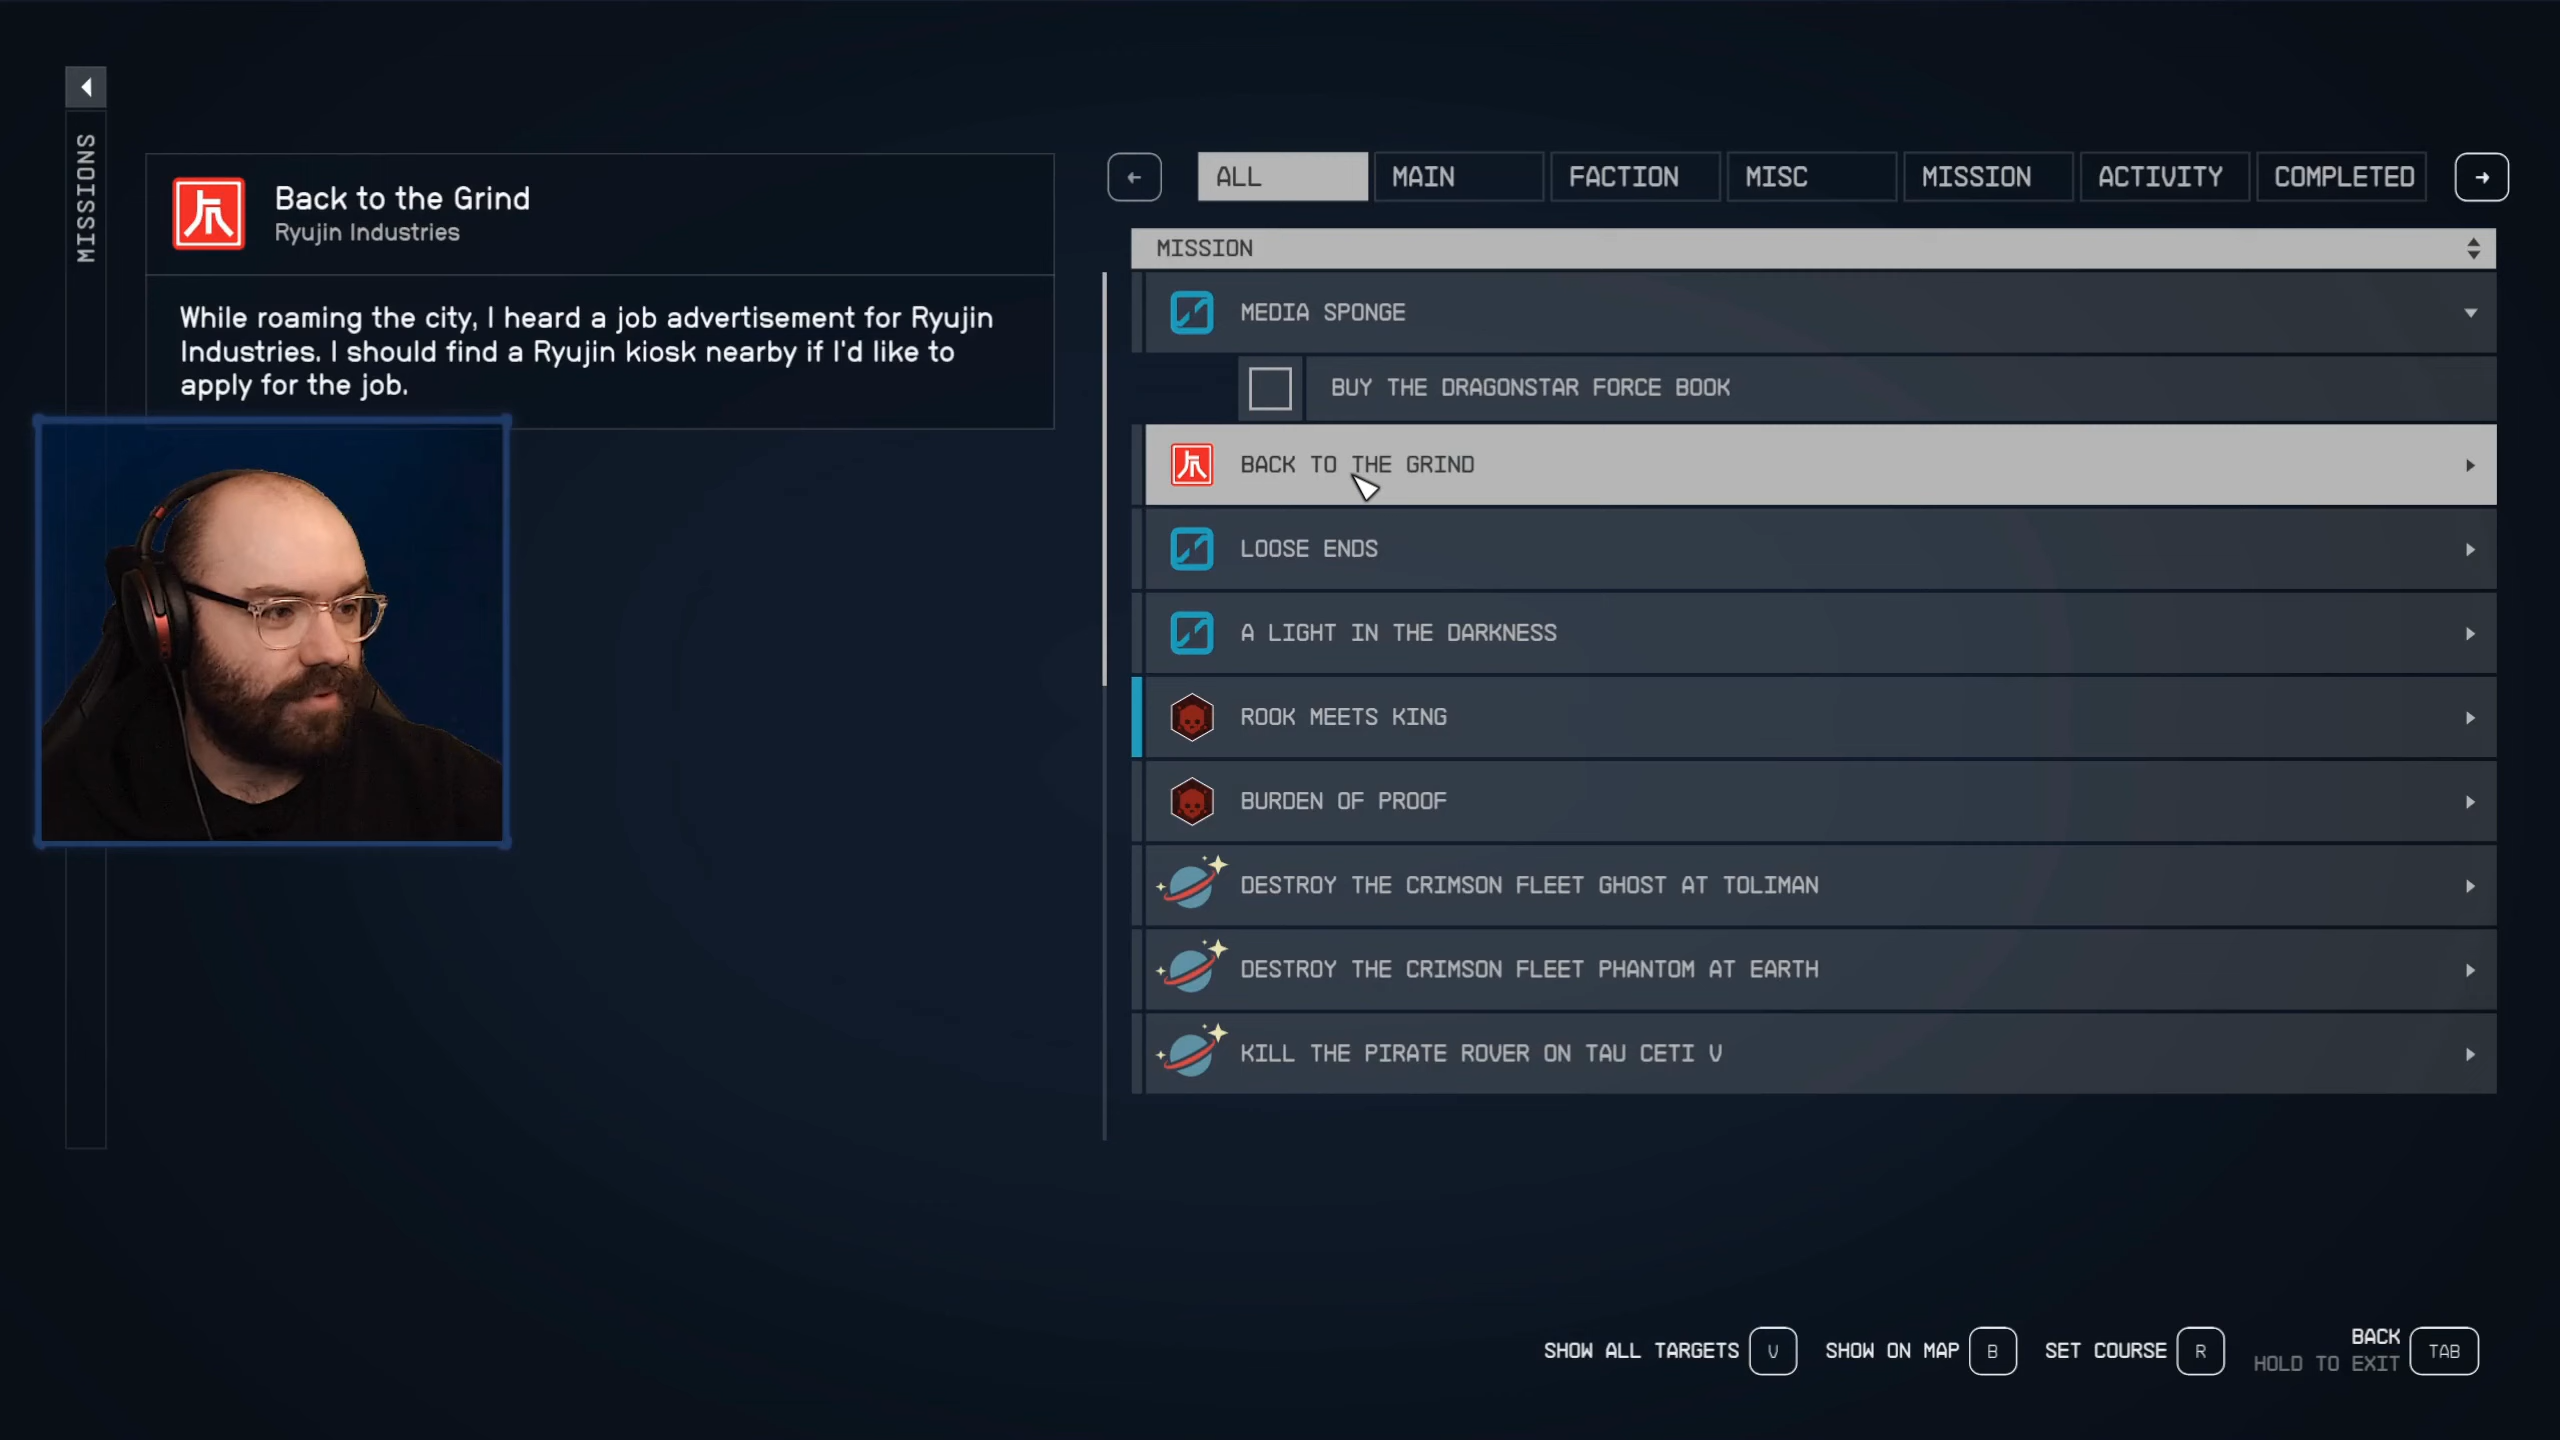 MISSIONS
Back to the Grind
Ryujin Industries
While roaming the city, I heard a job advertisement for Ryujin
Industries. I should find a Ryujin kiosk nearby if I'd like to
apply for the job.
ALL MAIN FACTION MISC MISSION ACTIVITY COMPLETED
MISSION
MEDIA SPONGE
BUY THE DRAGONSTAR FORCE BOOK
BACK TO THE GRIND
LOOSE ENDS
A LIGHT IN THE DARKNESS
ROOK MEETS KING
BURDEN OF PROOF
DESTROY THE CRIMSON FLEET GHOST AT TOLIMAN
DESTROY THE CRIMSON FLEET PHANTOM AT EARTH
KILL THE PIRATE ROVER ON TAU CETI V
SHOW ALL TARGETS V SHOW ON MAP B SET COURSE R BACK TAB
HOLD TO EXIT